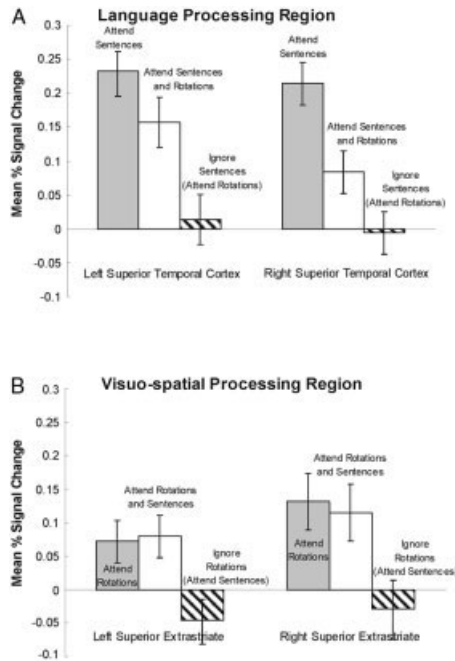 A
Language Processing Region
Mean % Signal Change
0.3
0.25
0.2
0.15
0.1
0.05
0
-0.05
-0.1
Attend
Sentences
Attend Sentences
and Rotations
Ignore
Sentences
(Attend Rotations)
Attend
Sentences
Attend Sentences
and Rotations
Ignore
Sentences
(Attend Rotations)
Left Superior Temporal Cortex
Right Superior Temporal Cortex
B
Visuo-spatial Processing Region
Mean % Signal Change
0.3
0.25
0.2
0.15
0.1
0.05
0
-0.05
-0.1
Attend Rotations
and Sentences
Attend
Rotations
Ignore
Rotations
(Attend Sentences)
Attend Rotations
and Sentences
Attend
Rotations
Ignore
Rotations
(Attend Sentences
Left Superior Extrastriate
Right Superior Extrastriate